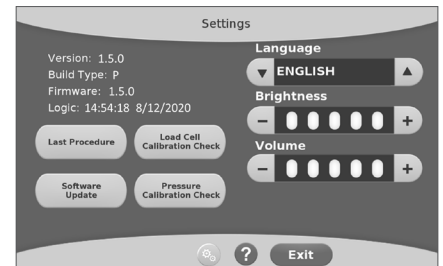 Settings
Version: 1.5.0
Build Type: P
Firmware: 1.5.0
Logic: 14:54:18 8/12/2020
Last Procedure
Load Cell
Calibration Check
Software
Update
Pressure
Calibration Check
Language
▼ ENGLISH ▲
Brightness
− +
Volume
− +
? Exit